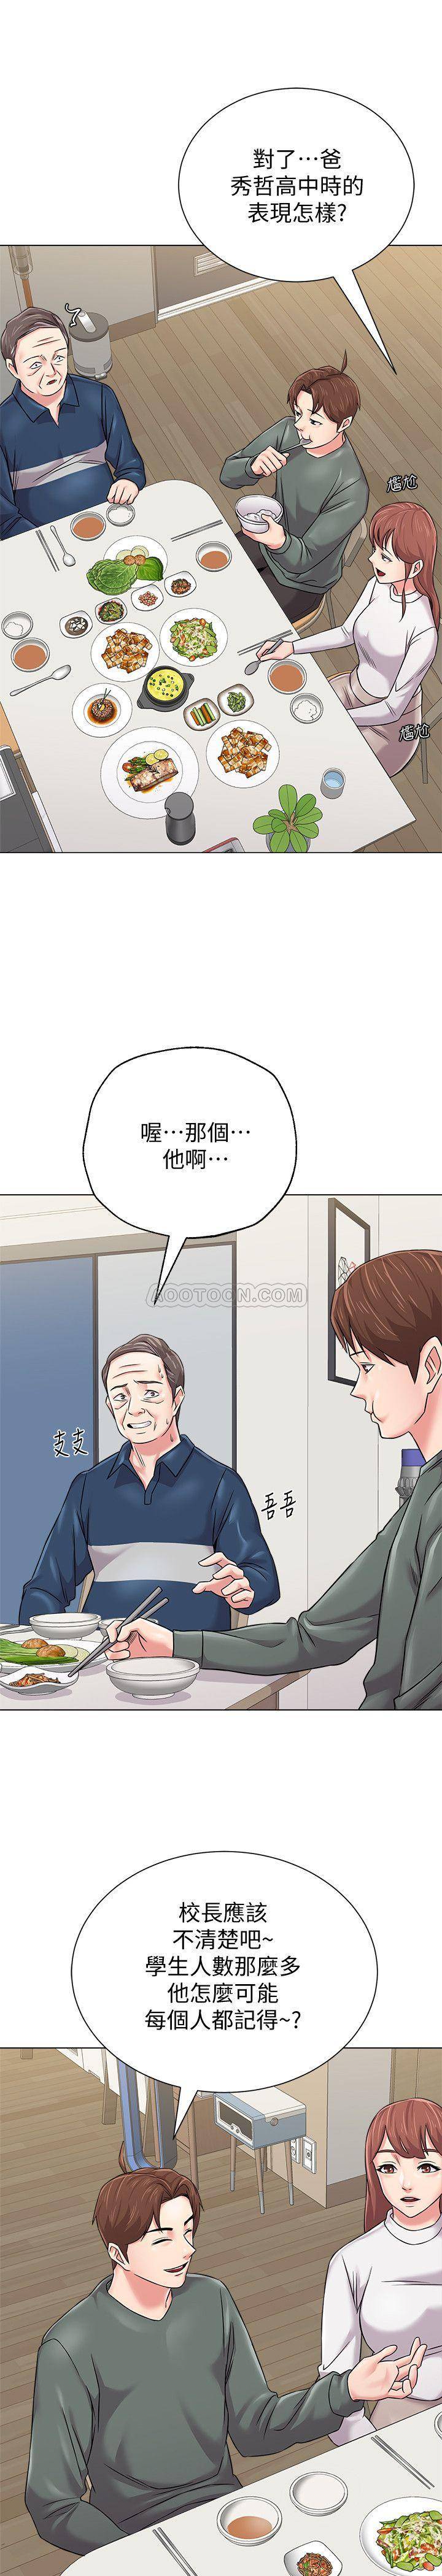 對了…爸
秀哲高中時的
表現怎樣?
尷尬
尷尬
喔…那個…
他啊…
AOOTOON.COM
支支
吾吾
校長應該
不清楚吧~
學生人數那麼多
他怎麼可能
每個人都記得~?